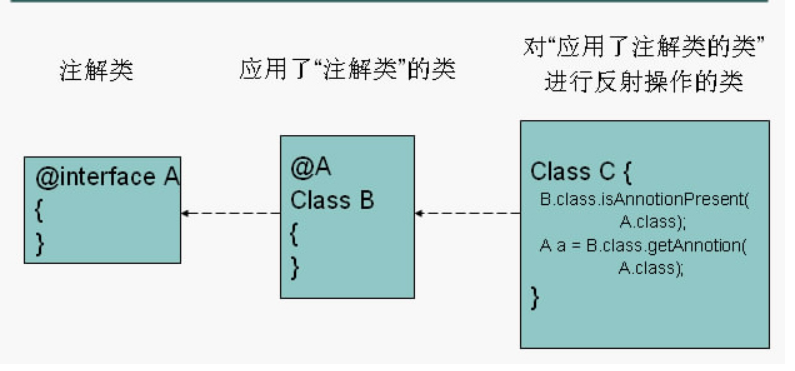 注解类
应用了“注解类”的类
对“应用了注解类的类”
进行反射操作的类
@interface A
{
}
@A
Class B
{
}
Class C {
B.class.isAnnotionPresent(
A.class);
A a = B.class.getAnnotion(
A.class);
}